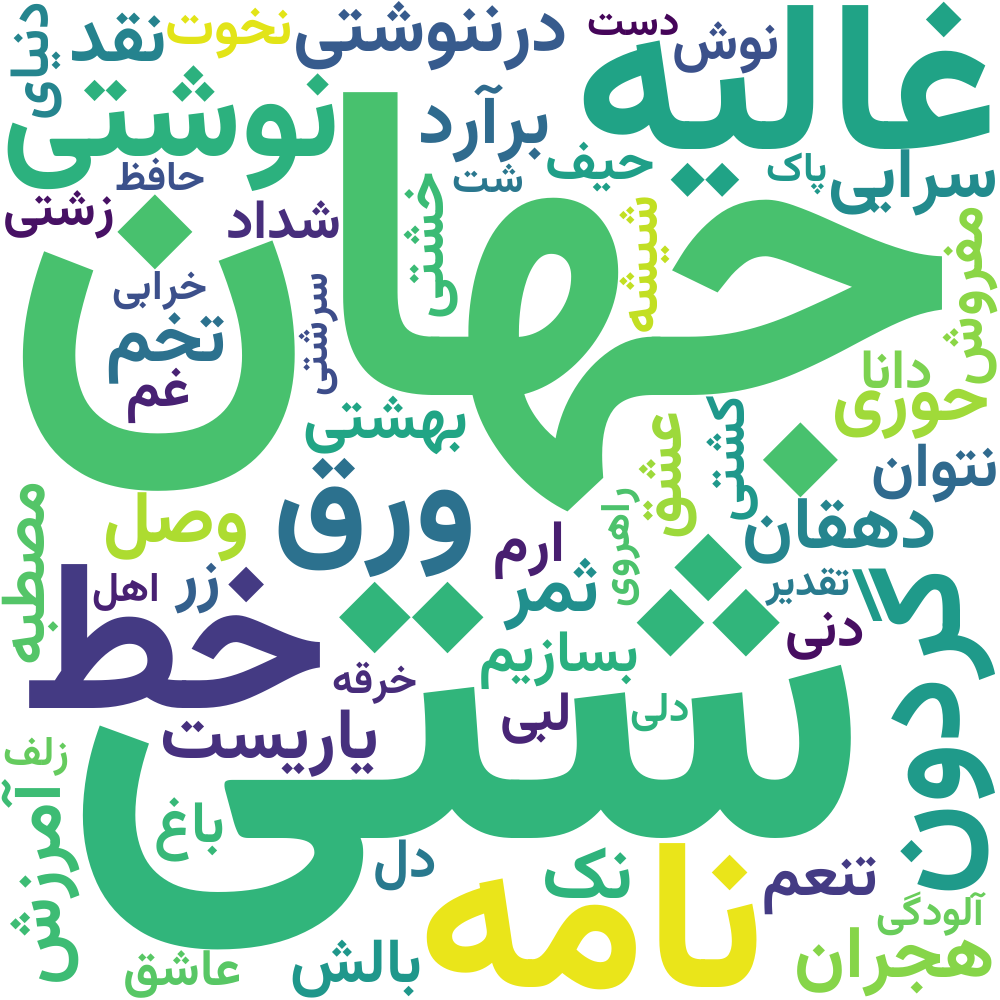 غالیه
دست
نوش
درننوشتی
نخوت
نقد
دنیای
نوشتی
برآرد
حیف
پاک
سرایی
شت
حافظ
زشتی
شداد
خشتی
شیشه
مفروش
جهان
خرابی
سرشتی
تخم
غم
دانا
حوری
بهشتی
عشق
کشتی
نتوان
ورق
وصل
مصطبه
راهروی
دهقان
ارم
ثمر
زر
اهل
خط
تقدیر
دنی
گردون
بسازیم
خرقه
دلی
لبی
یاریست
شتی
زلف
آمرزش
باغ
دل
نک
نامه
تنعم
آلودگی
هجران
بالش
عاشق